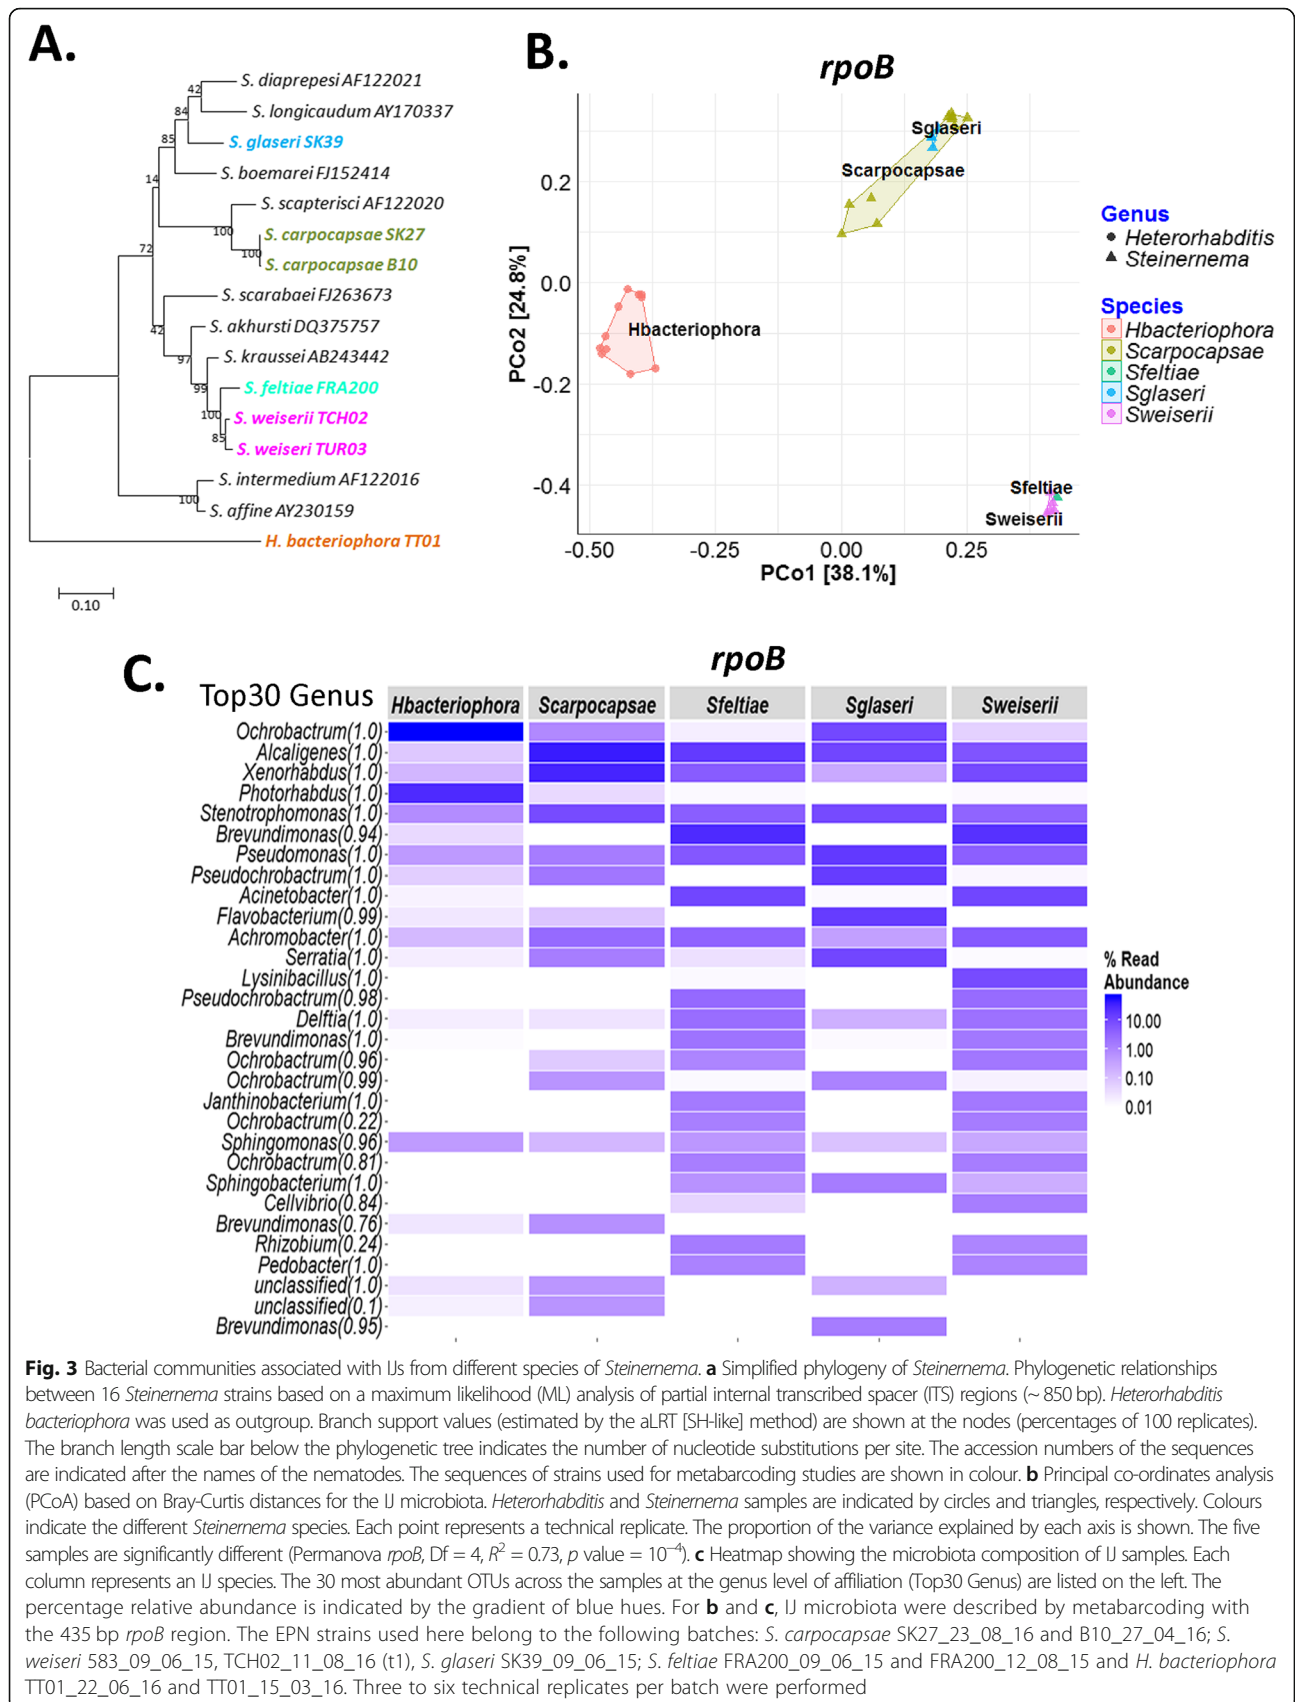 A.
S. diaprepesi AF122021
S. longicaudum AY170337
S. glaseri SK39
S. boemarei FJ152414
S. scapterisci AF122020
S. carpocapsae SK27
S. carpocapsae B10
S. scarabaei FJ263673
S. akhursti DQ375757
S. kraussei AB243442
S. feltiae FRA200
S. weiserii TCH02
S. weiseri TUR03
S. intermedium AF122016
S. affine AY230159
H. bacteriophora TT01
42
84
85
14
100
100
72
42
97
99
100
85
100
0.10
B.
rpoB
PCo2 [24.8%]
0.2
0.0
-0.2
-0.4
Sglaseri
Scarpocapsae
Hbacteriophora
Sfeltiae
Sweiserii
-0.50 -0.25 0.00 0.25
PCo1 [38.1%]
Genus
Heterorhabditis
Steinernema
Species
Hbacteriophora
Scarpocapsae
Sfeltiae
Sglaseri
Sweiserii
C.
rpoB
Top30 Genus
Hbacteriophora Scarpocapsae Sfeltiae Sglaseri Sweiserii
Ochrobactrum(1.0)
Alcaligenes(1.0)
Xenorhabdus(1.0)
Photorhabdus(1.0)
Stenotrophomonas(1.0)
Brevundimonas(0.94)
Pseudomonas(1.0)
Pseudochrobactrum(1.0)
Acinetobacter(1.0)
Flavobacterium(0.99)
Achromobacter(1.0)
Serratia(1.0)
Lysinibacillus(1.0)
Pseudochrobactrum(0.98)
Delftia(1.0)
Brevundimonas(1.0)
Ochrobactrum(0.96)
Ochrobactrum(0.99)
Janthinobacterium(1.0)
Ochrobactrum(0.22)
Sphingomonas(0.96)
Ochrobactrum(0.81)
Sphingobacterium(1.0)
Cellvibrio(0.84)
Brevundimonas(0.76)
Rhizobium(0.24)
Pedobacter(1.0)
unclassified(1.0)
unclassified(0.1)
Brevundimonas(0.95)
% Read
Abundance
10.00
1.00
0.10
0.01
Fig. 3 Bacterial communities associated with IJs from different species of Steinernema. a Simplified phylogeny of Steinernema. Phylogenetic relationships
between 16 Steinernema strains based on a maximum likelihood (ML) analysis of partial internal transcribed spacer (ITS) regions (~ 850 bp). Heterorhabditis
bacteriophora was used as outgroup. Branch support values (estimated by the aLRT [SH-like] method) are shown at the nodes (percentages of 100 replicates).
The branch length scale bar below the phylogenetic tree indicates the number of nucleotide substitutions per site. The accession numbers of the sequences
are indicated after the names of the nematodes. The sequences of strains used for metabarcoding studies are shown in colour. b Principal co-ordinates analysis
(PCoA) based on Bray-Curtis distances for the IJ microbiota. Heterorhabditis and Steinernema samples are indicated by circles and triangles, respectively. Colours
indicate the different Steinernema species. Each point represents a technical replicate. The proportion of the variance explained by each axis is shown. The five
samples are significantly different (Permanova rpoB, Df = 4, R² = 0.73, p value = 10⁻⁴). c Heatmap showing the microbiota composition of IJ samples. Each
column represents an IJ species. The 30 most abundant OTUs across the samples at the genus level of affiliation (Top30 Genus) are listed on the left. The
percentage relative abundance is indicated by the gradient of blue hues. For b and c, IJ microbiota were described by metabarcoding with
the 435 bp rpoB region. The EPN strains used here belong to the following batches: S. carpocapsae SK27_23_08_16 and B10_27_04_16; S.
weiseri 583_09_06_15, TCH02_11_08_16 (t1), S. glaseri SK39_09_06_15; S. feltiae FRA200_09_06_15 and FRA200_12_08_15 and H. bacteriophora
TT01_22_06_16 and TT01_15_03_16. Three to six technical replicates per batch were performed